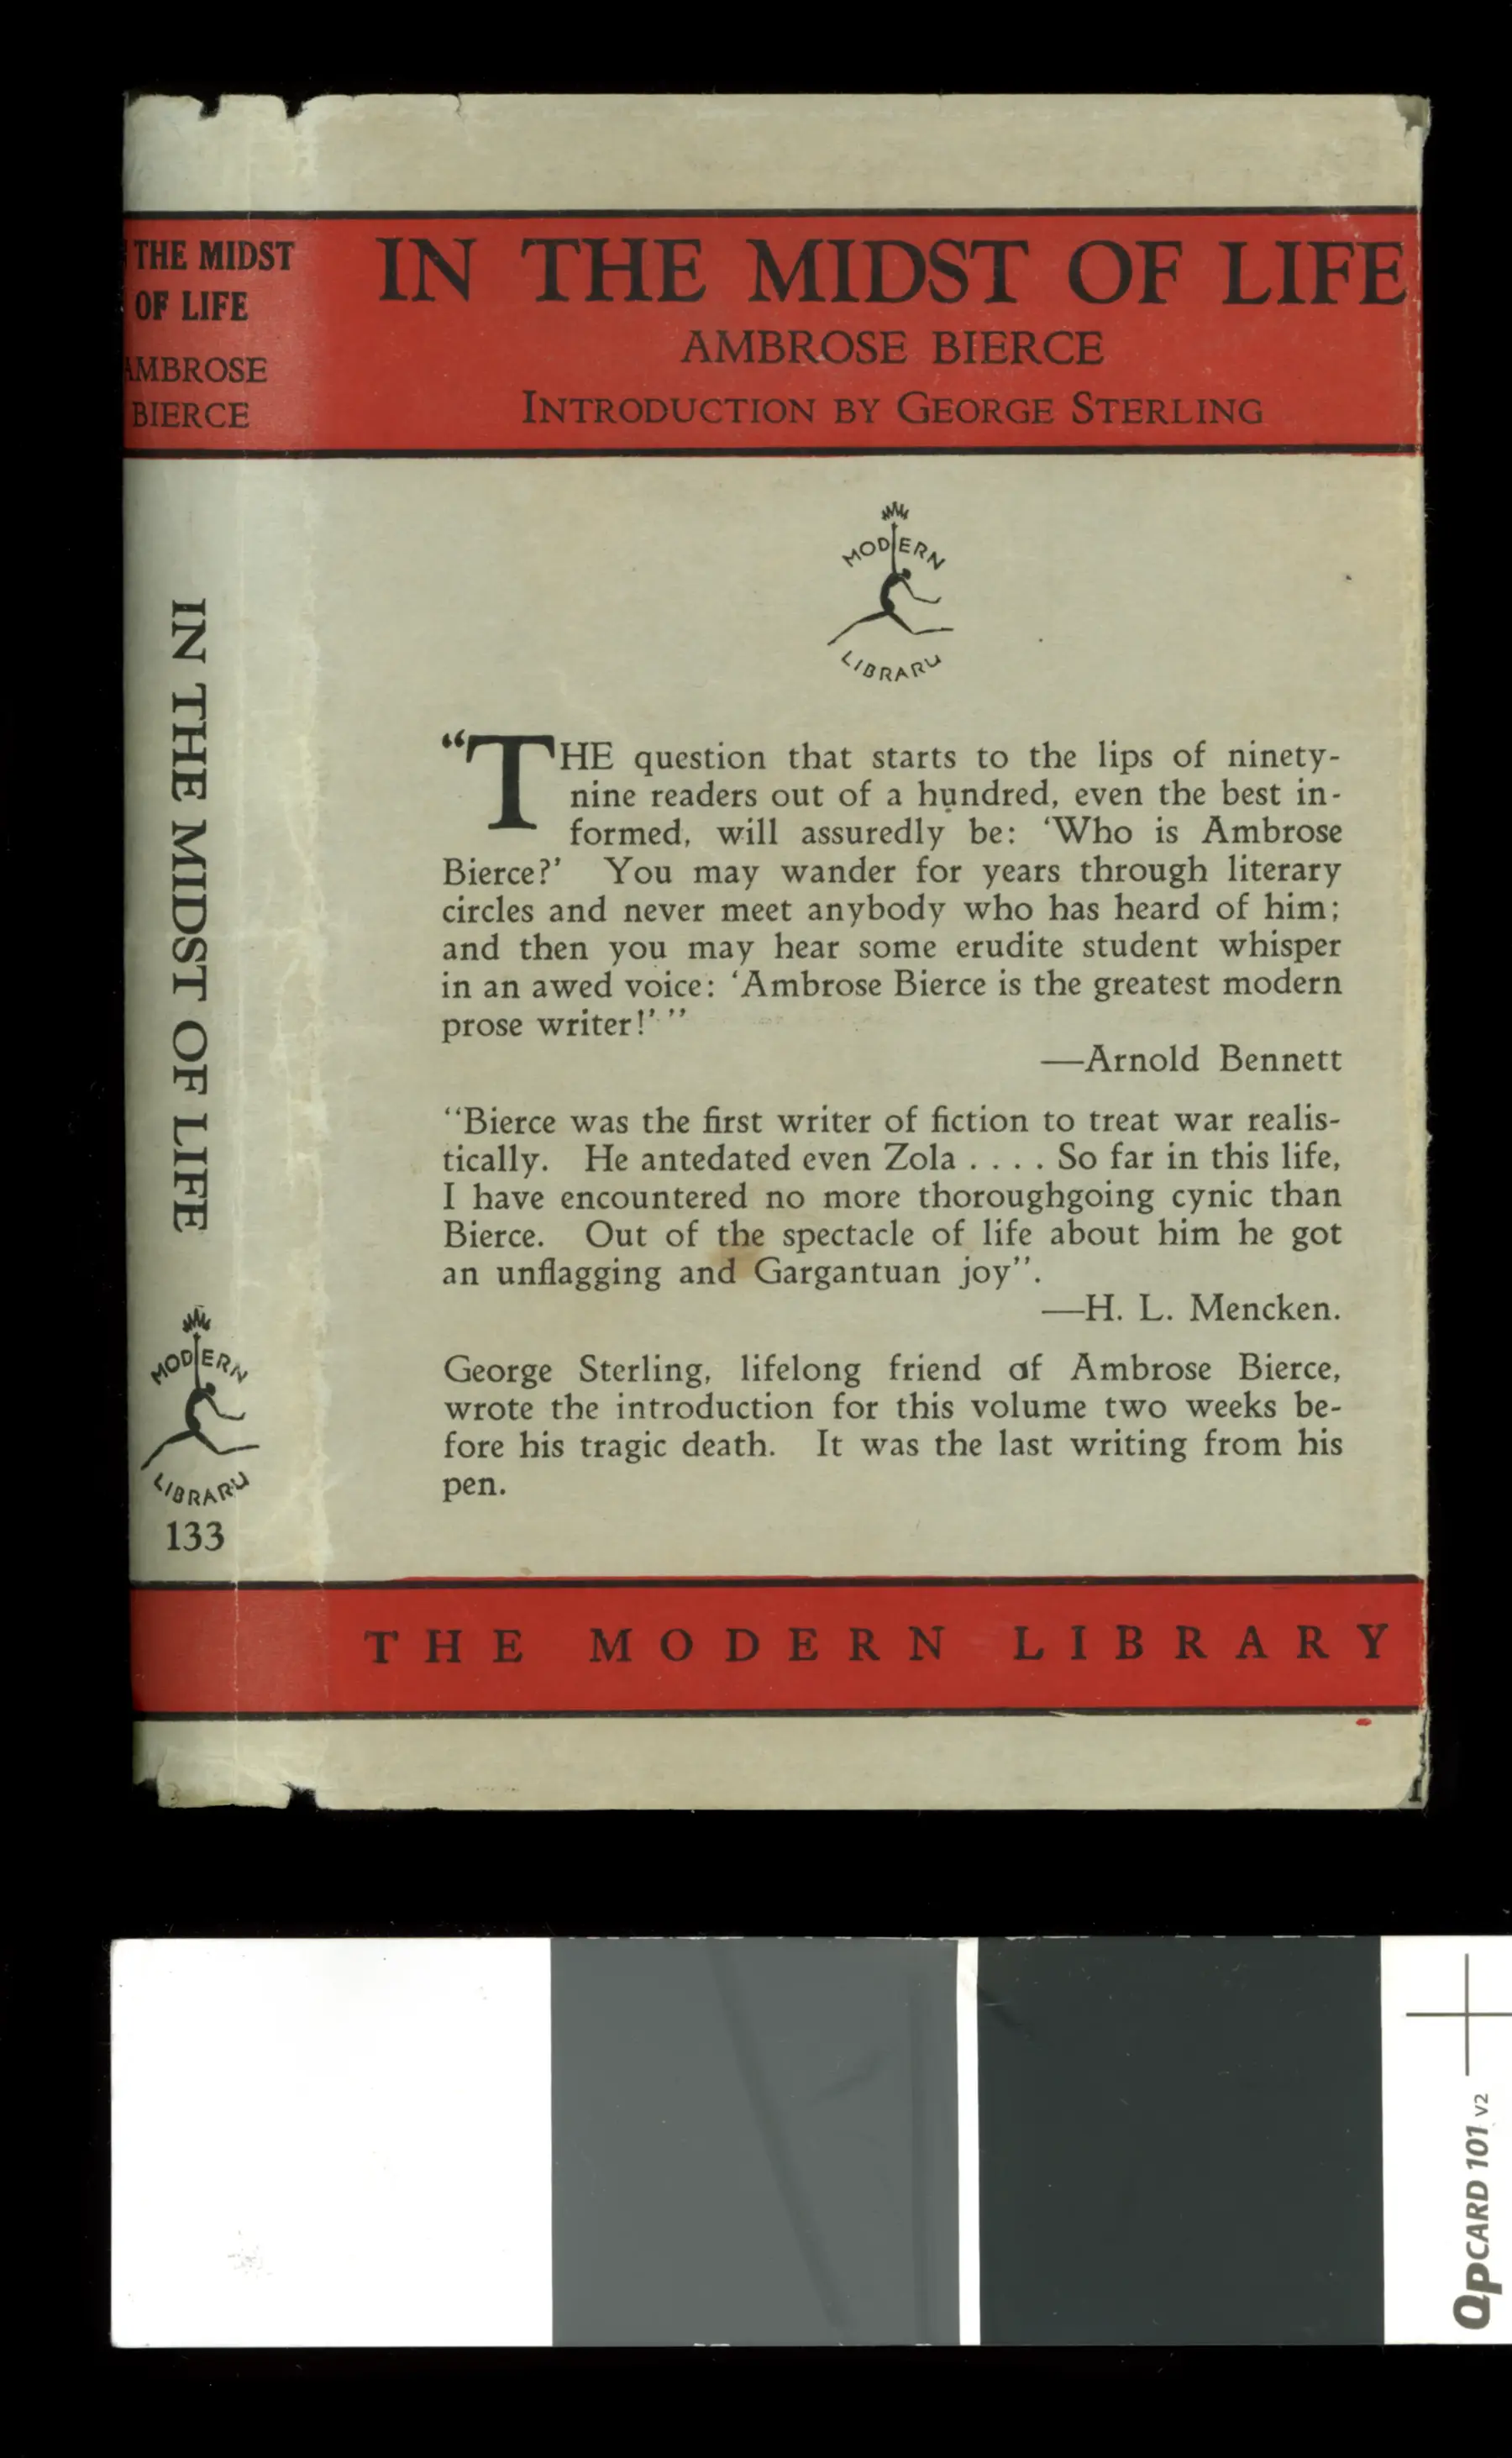 THE MIDST
OF LIFE
AMBROSE
BIERCE
IN THE MIDST OF LIFE
MODERN
LIBRARY
133
IN THE MIDST OF LIFE
AMBROSE BIERCE
INTRODUCTION BY GEORGE STERLING
MODERN
LIBRARY
“THE question that starts to the lips of ninety-
nine readers out of a hundred, even the best in-
formed, will assuredly be: ‘Who is Ambrose
Bierce?’ You may wander for years through literary
circles and never meet anybody who has heard of him;
and then you may hear some erudite student whisper
in an awed voice: ‘Ambrose Bierce is the greatest modern
prose writer!’ ”
—Arnold Bennett
“Bierce was the first writer of fiction to treat war realis-
tically. He antedated even Zola . . . . So far in this life,
I have encountered no more thoroughgoing cynic than
Bierce. Out of the spectacle of life about him he got
an unflagging and Gargantuan joy”.
—H. L. Mencken.
George Sterling, lifelong friend of Ambrose Bierce,
wrote the introduction for this volume two weeks be-
fore his tragic death. It was the last writing from his
pen.
THE MODERN LIBRARY
QPCARD 101 v2